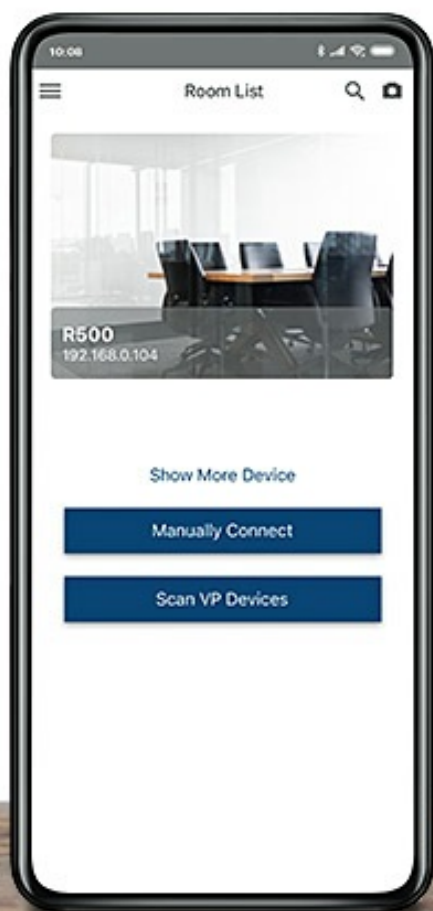 10:08
Room List
R500
192.168.0.104
Show More Device
Manually Connect
Scan VP Devices